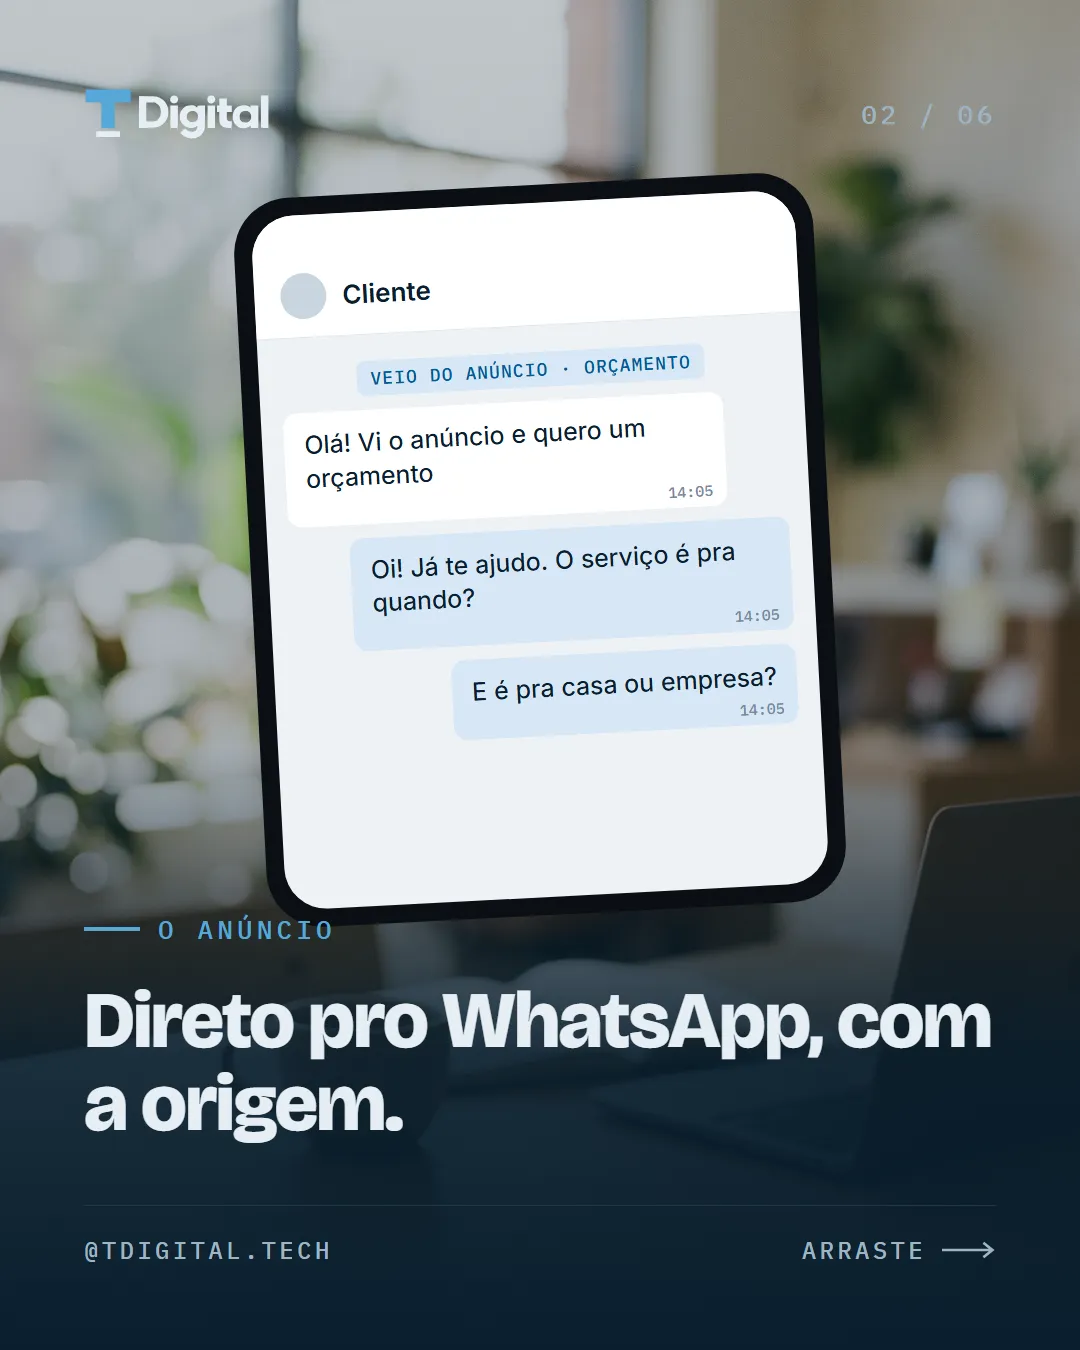 T Digital
02 / 06
Cliente
VEIO DO ANÚNCIO · ORÇAMENTO
Olá! Vi o anúncio e quero um
orçamento
14:05
Oi! Já te ajudo. O serviço é pra
quando?
14:05
E é pra casa ou empresa?
14:05
O ANÚNCIO
Direto pro WhatsApp, com
a origem.
@TDIGITAL.TECH
ARRASTE